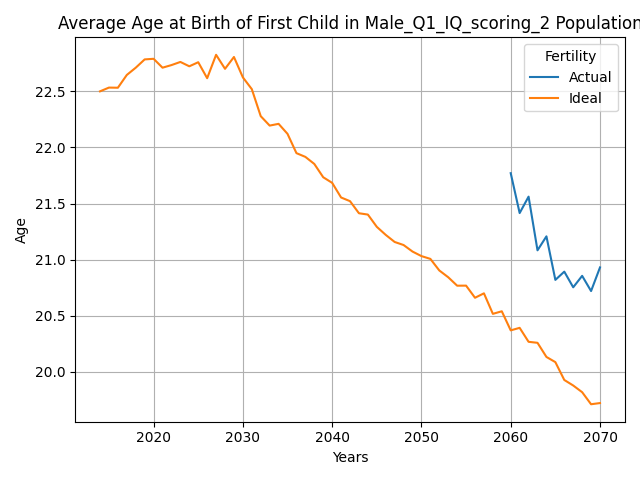 Average Age at Birth of First Child in Male_Q1_IQ_scoring_2 Population
Fertility
Actual
Ideal
Age
22.5
22.0
21.5
21.0
20.5
20.0
2020
2030
2040
2050
2060
2070
Years